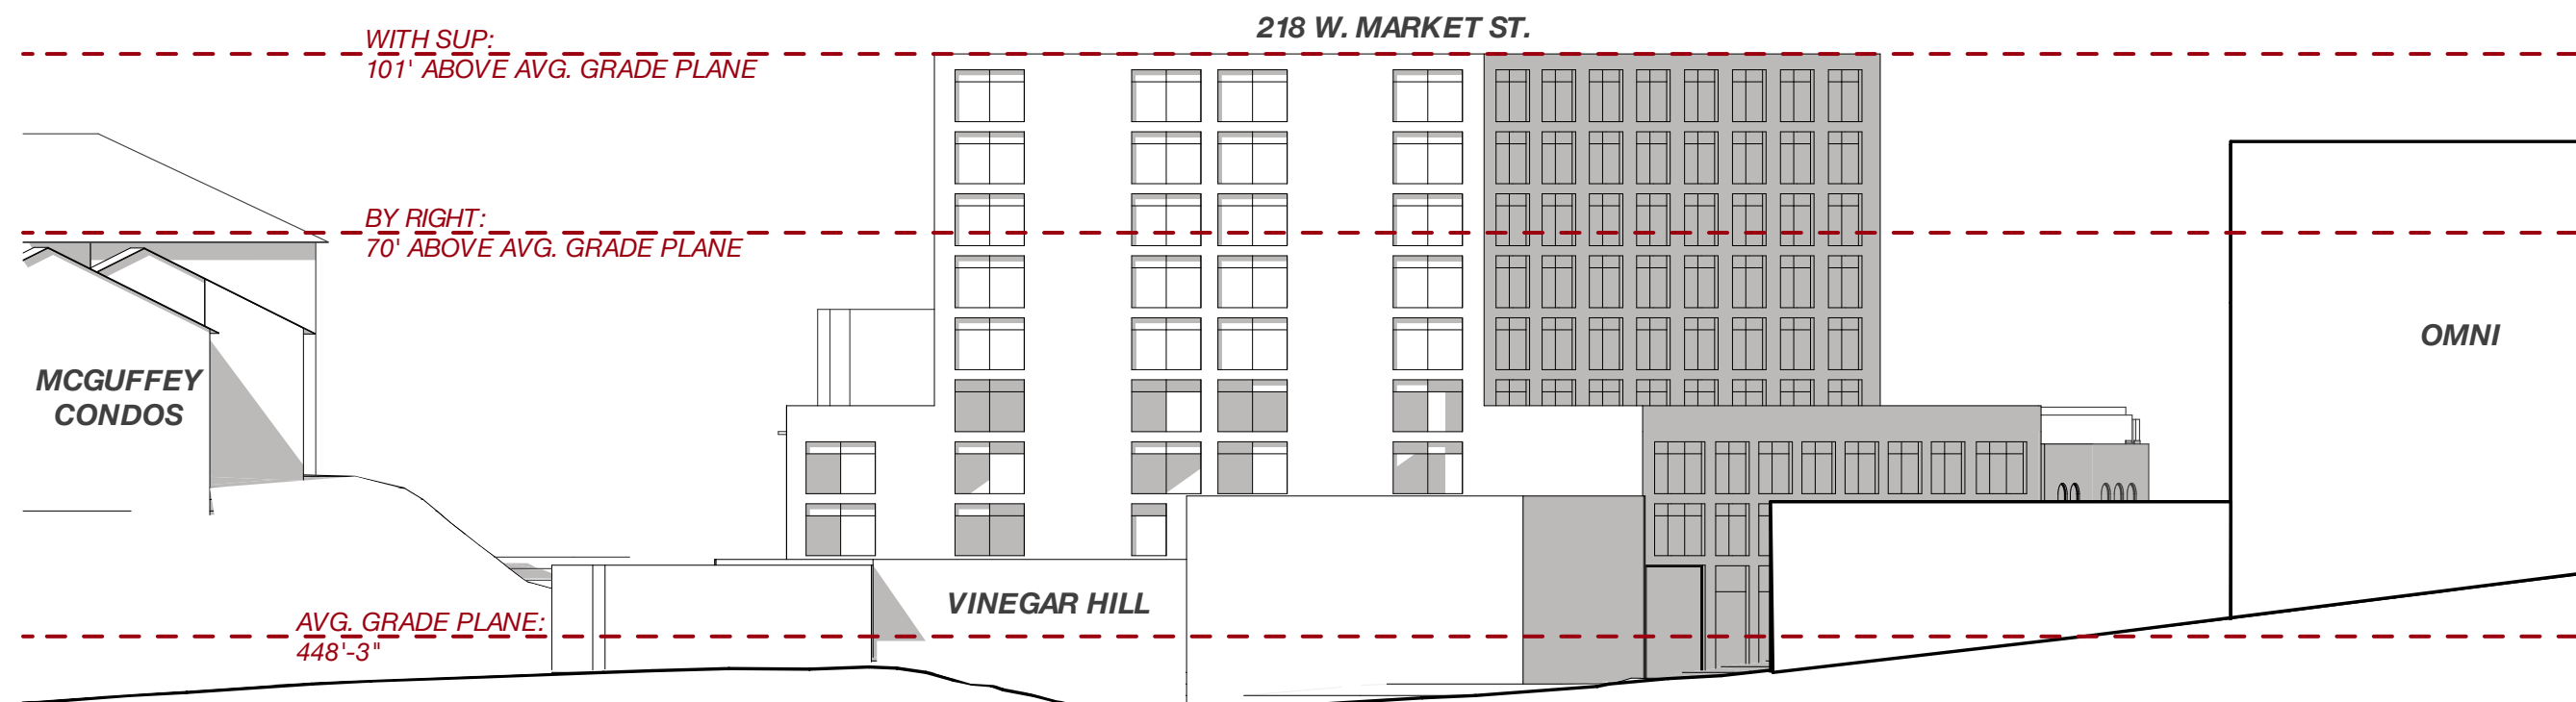 218 W. MARKET ST.
WITH SUP:
101' ABOVE AVG. GRADE PLANE
BY RIGHT:
70' ABOVE AVG. GRADE PLANE
OMNI
MCGUFFEY
CONDOS
VINEGAR HILL
AVG. GRADE PLANE:
448'-3"